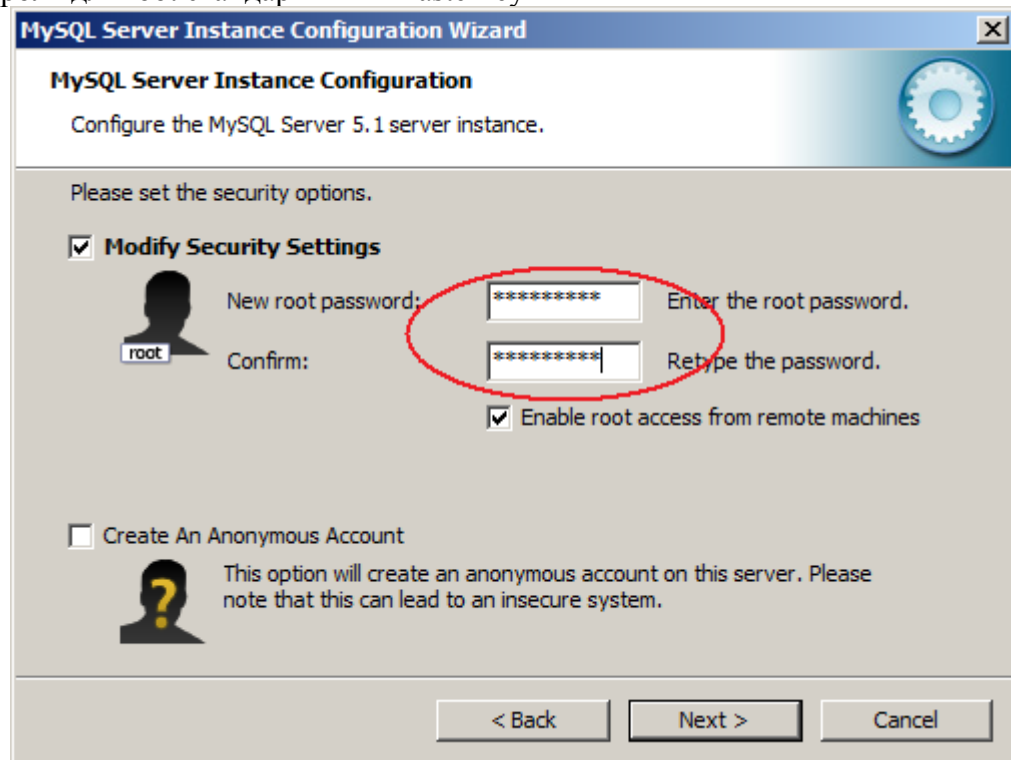 MySQL Server Instance Configuration Wizard
MySQL Server Instance Configuration
Configure the MySQL Server 5.1 server instance.
Please set the security options.
Modify Security Settings
New root password: ********* Enter the root password.
root
Confirm: ********* Retype the password.
Enable root access from remote machines
Create An Anonymous Account
This option will create an anonymous account on this server. Please
note that this can lead to an insecure system.
< Back Next > Cancel